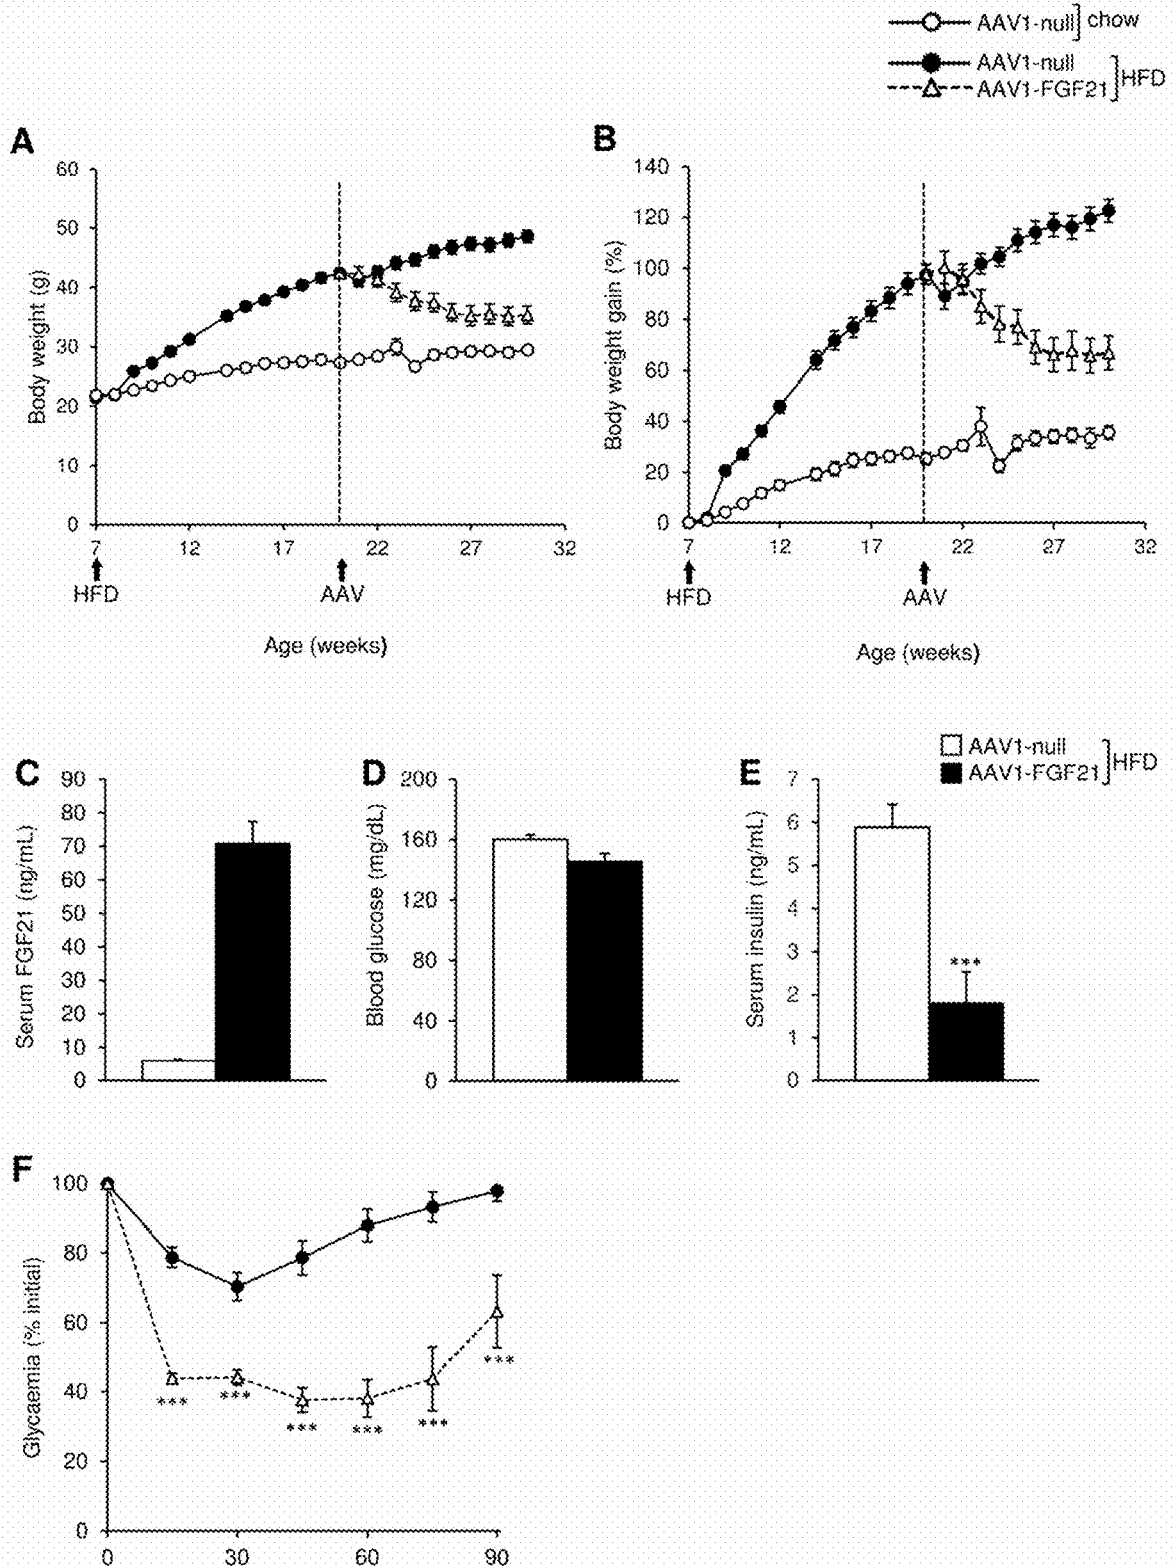 AAV1-null] chow
AAV1-null
AAV1-FGF21
]HFD
A
Body weight (g)
60
50
40
30
20
10
0
7 12 17 22 27 32
HFD AAV
Age (weeks)
B
Body weight gain (%)
140
120
100
80
60
40
20
0
7 12 17 22 27 32
HFD AAV
Age (weeks)
C
Serum FGF21 (ng/mL)
90
80
70
60
50
40
30
20
10
0
D
Blood glucose (mg/dL)
200
160
120
80
40
0
E
AAV1-null
AAV1-FGF21
]HFD
Serum insulin (ng/mL)
7
6
5
4
3
2
1
0
***
F
Glycaemia (% initial)
100
80
60
40
20
0
*** *** *** *** *** ***
0 30 60 90